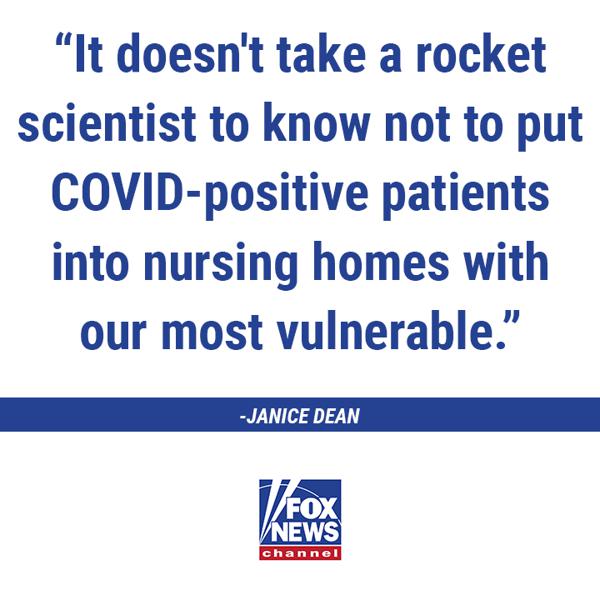 “It doesn't take a rocket
scientist to know not to put
COVID-positive patients
into nursing homes with
our most vulnerable.”
-JANICE DEAN
FOX
NEWS
channel